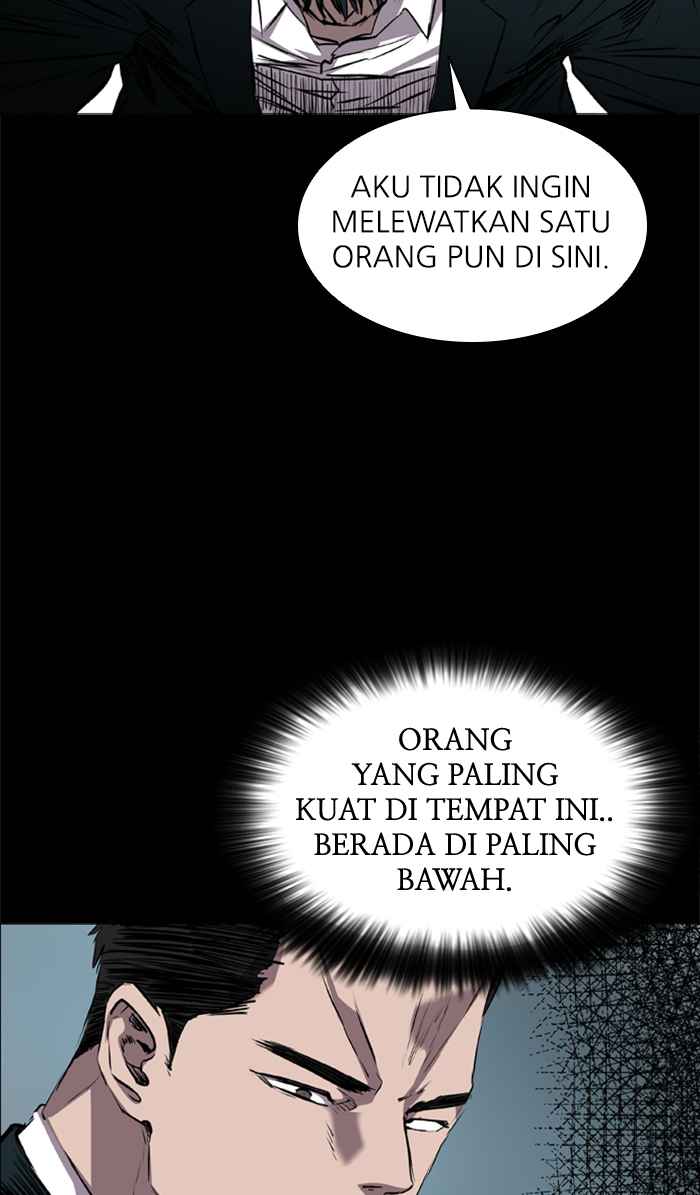 AKU TIDAK INGIN
MELEWATKAN SATU
ORANG PUN DI SINI.
ORANG
YANG PALING
KUAT DI TEMPAT INI..
BERADA DI PALING
BAWAH.